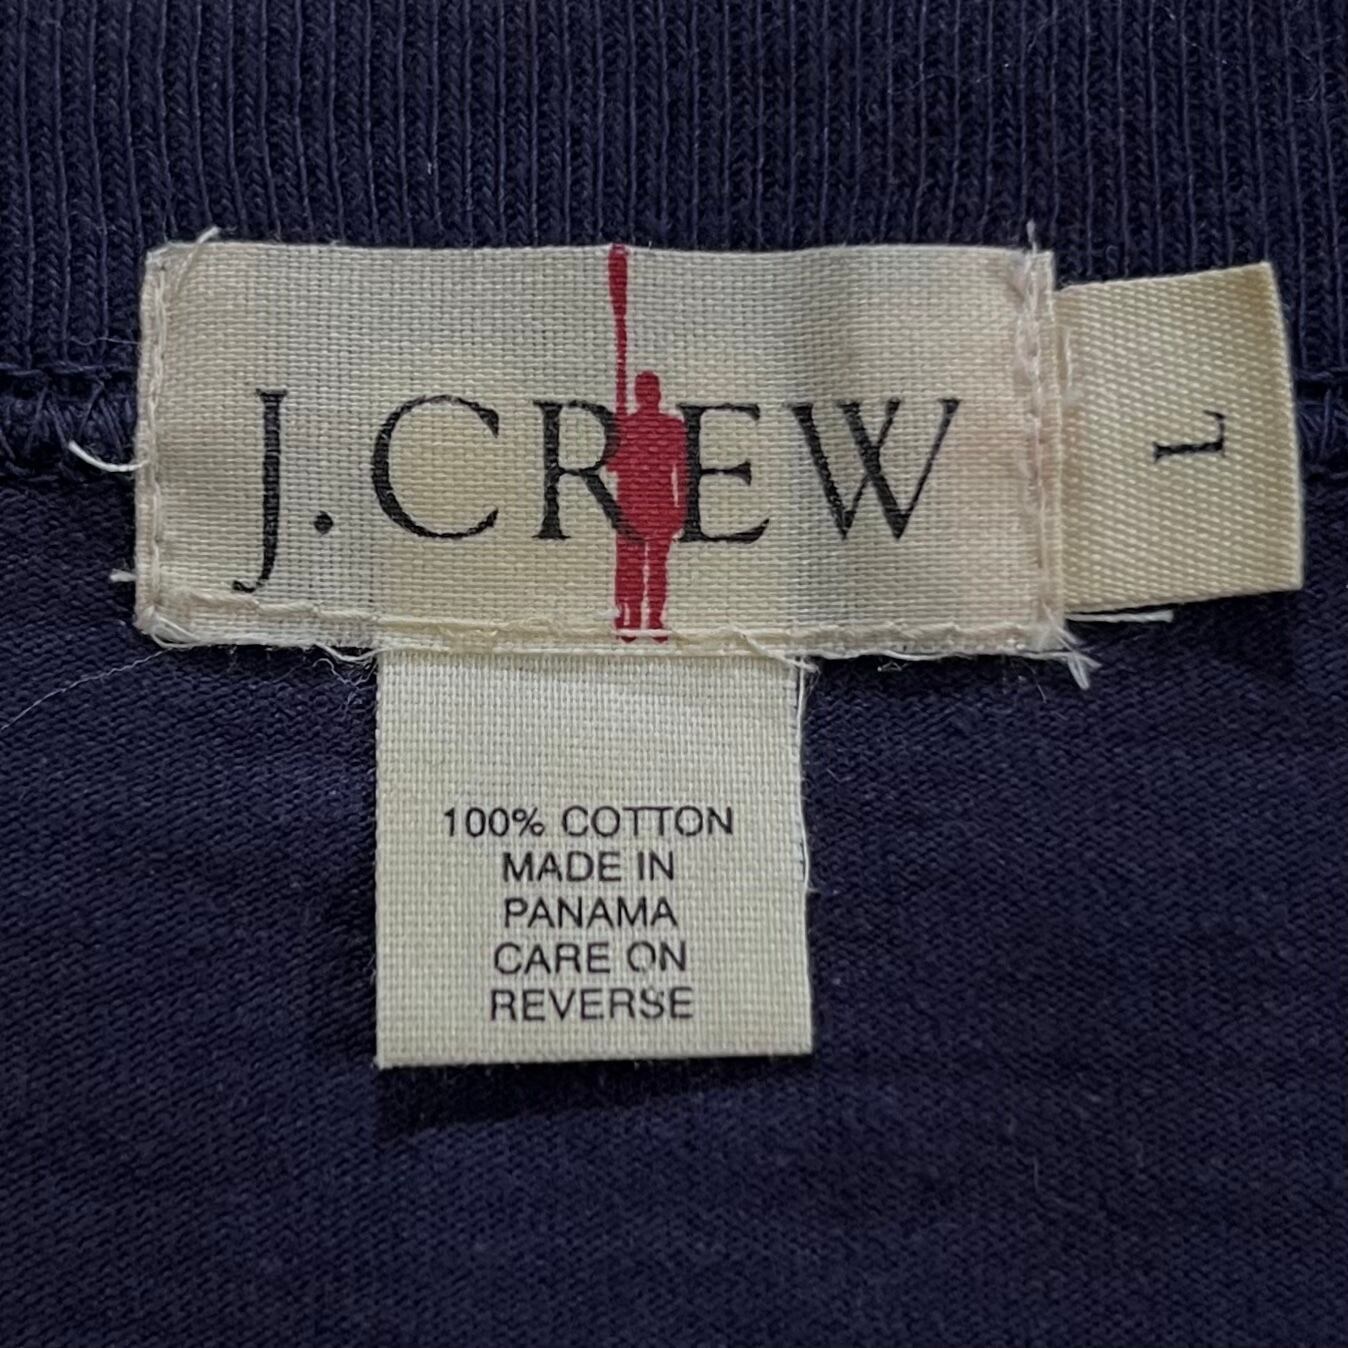 J.CREW
L
100% COTTON
MADE IN
PANAMA
CARE ON
REVERSE